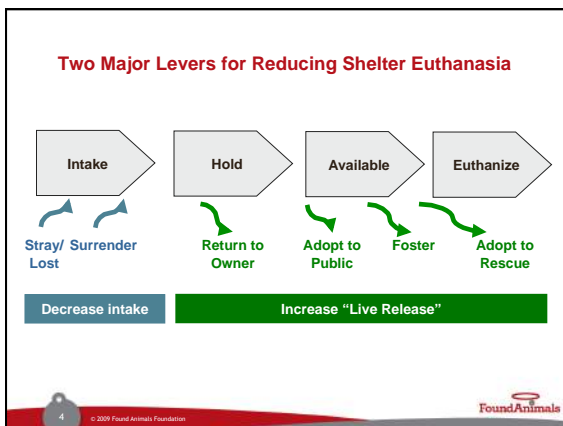 Two Major Levers for Reducing Shelter Euthanasia
Intake
Hold
Available
Euthanize
Stray/ Surrender
Lost
Return to
Owner
Adopt to
Public
Foster
Adopt to
Rescue
Decrease intake
Increase “Live Release”
4
© 2009 Found Animals Foundation
FoundAnimals